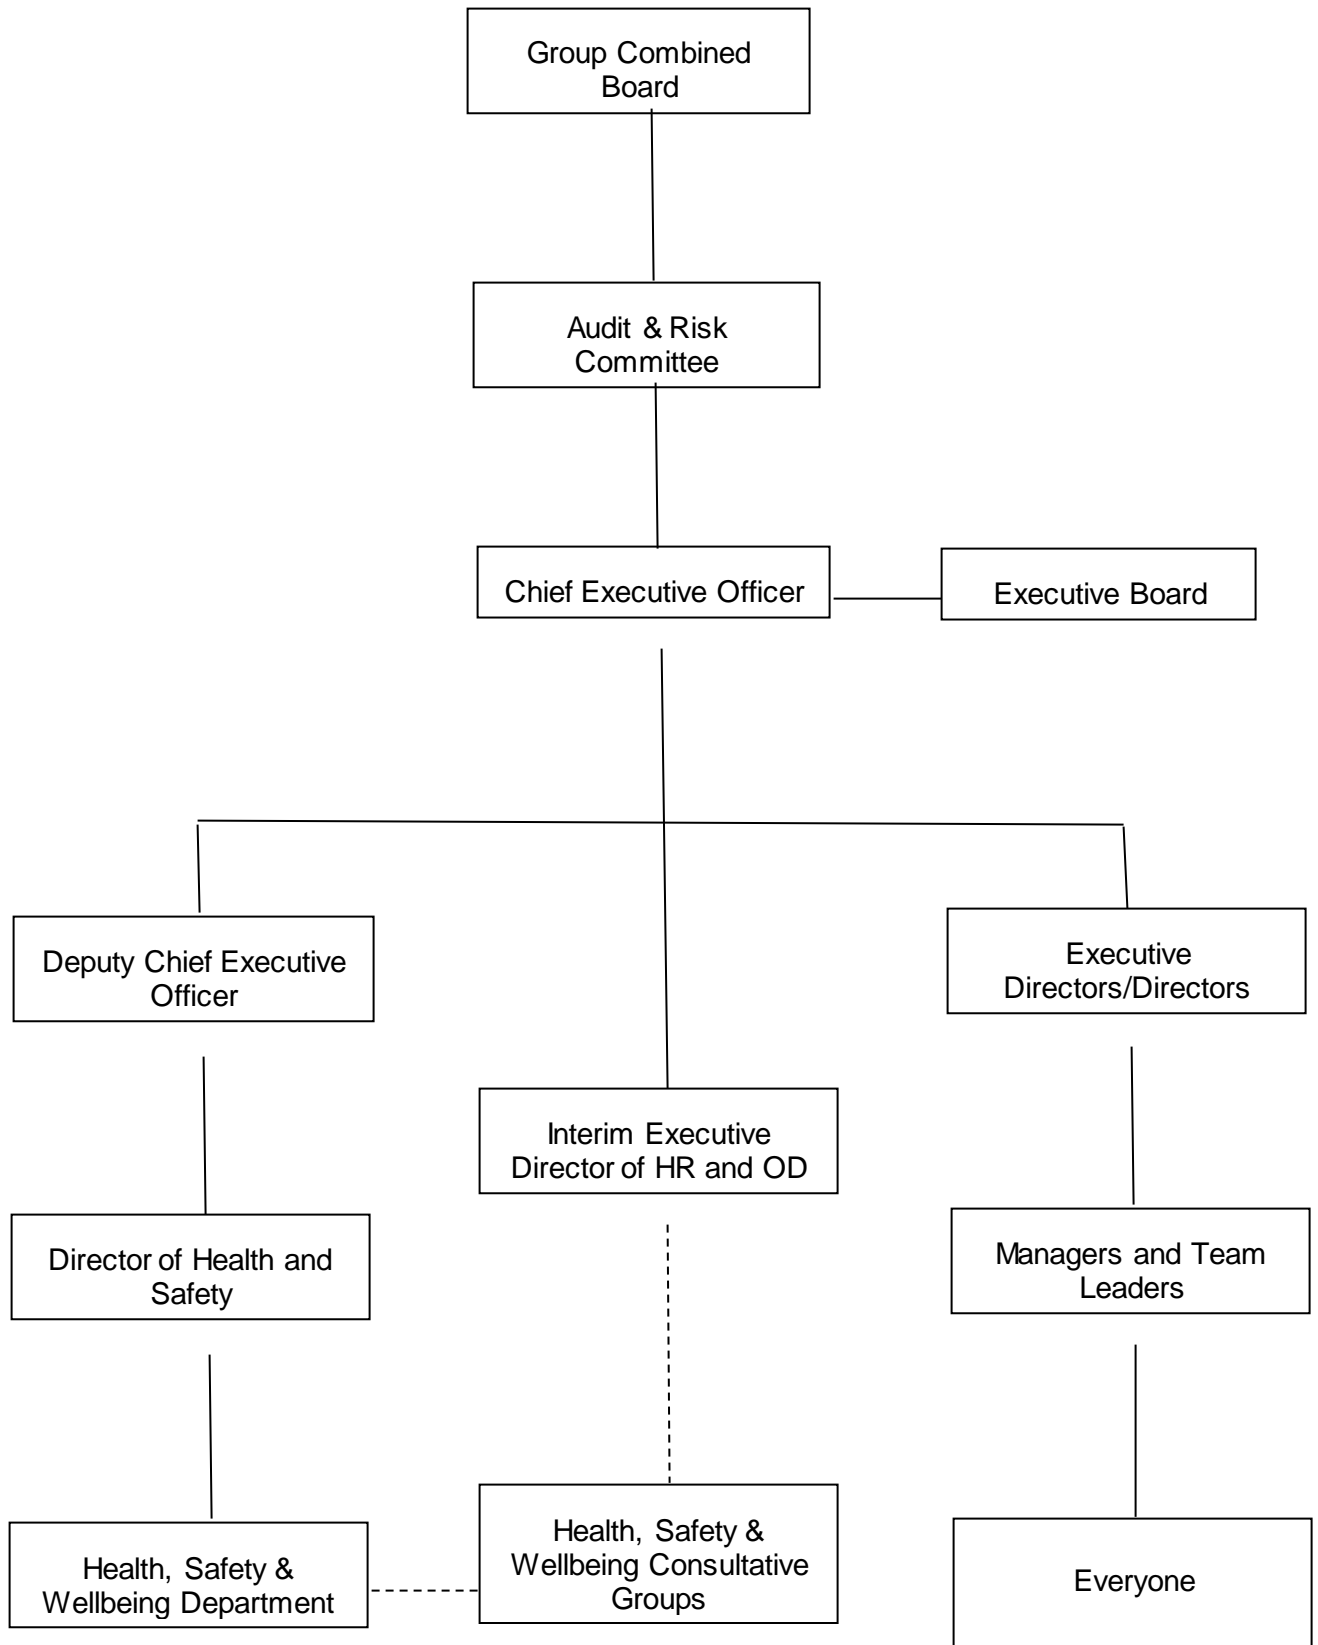 Group Combined
Board
Audit & Risk
Committee
Chief Executive Officer
Executive Board
Deputy Chief Executive
Officer
Executive
Directors/Directors
Interim Executive
Director of HR and OD
Director of Health and
Safety
Managers and Team
Leaders
Health, Safety &
Wellbeing Department
Health, Safety &
Wellbeing Consultative
Groups
Everyone